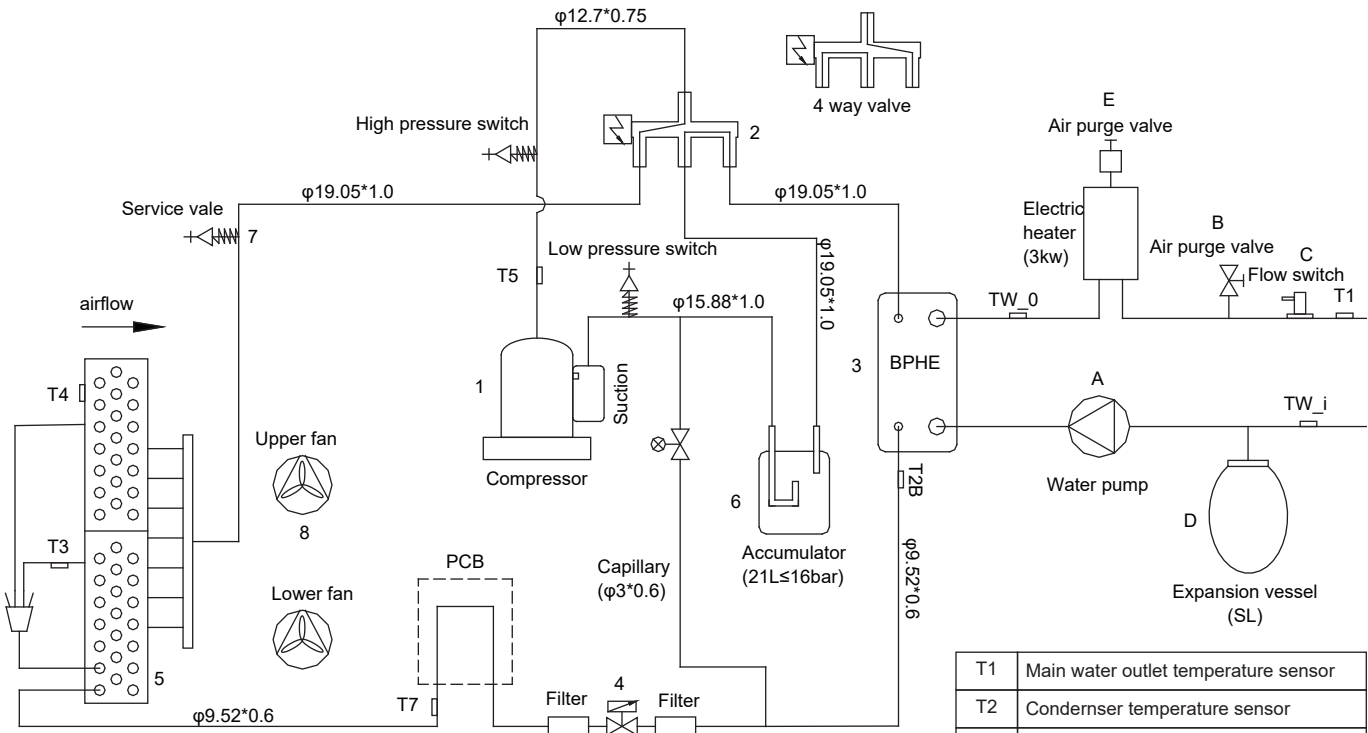 φ12.7*0.75
4 way valve
E
Air purge valve
High pressure switch
2
φ19.05*1.0
φ19.05*1.0
Service vale
7
Electric
heater
(3kw)
B
Air purge valve
C
Flow switch
T1
Low pressure switch
T5
φ15.88*1.0
φ19.05*1.0
TW_0
airflow
1
Suction
3
BPHE
A
TW_i
T4
Upper fan
8
Compressor
6
T2B
Water pump
D
T3
PCB
Accumulator
(21L≤16bar)
Capillary
(φ3*0.6)
φ9.52*0.6
Lower fan
Expansion vessel
(SL)
5
T7
φ9.52*0.6
Filter
4
Filter
T1 Main water outlet temperature sensor
T2 Condernser temperature sensor